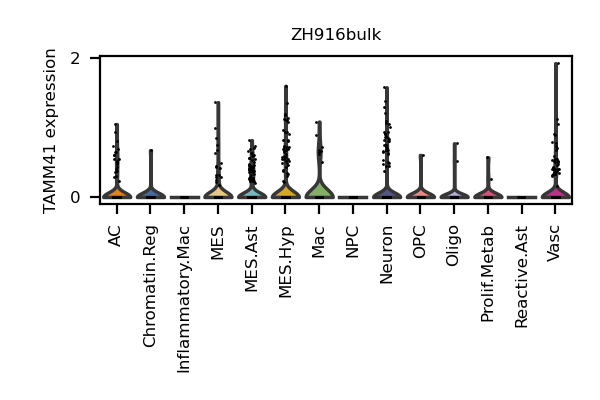 ZH916bulk
TAMM41 expression
2
0
AC
Chromatin.Reg
Inflammatory.Mac
MES
MES.Ast
MES.Hyp
Mac
NPC
Neuron
OPC
Oligo
Prolif.Metab
Reactive.Ast
Vasc